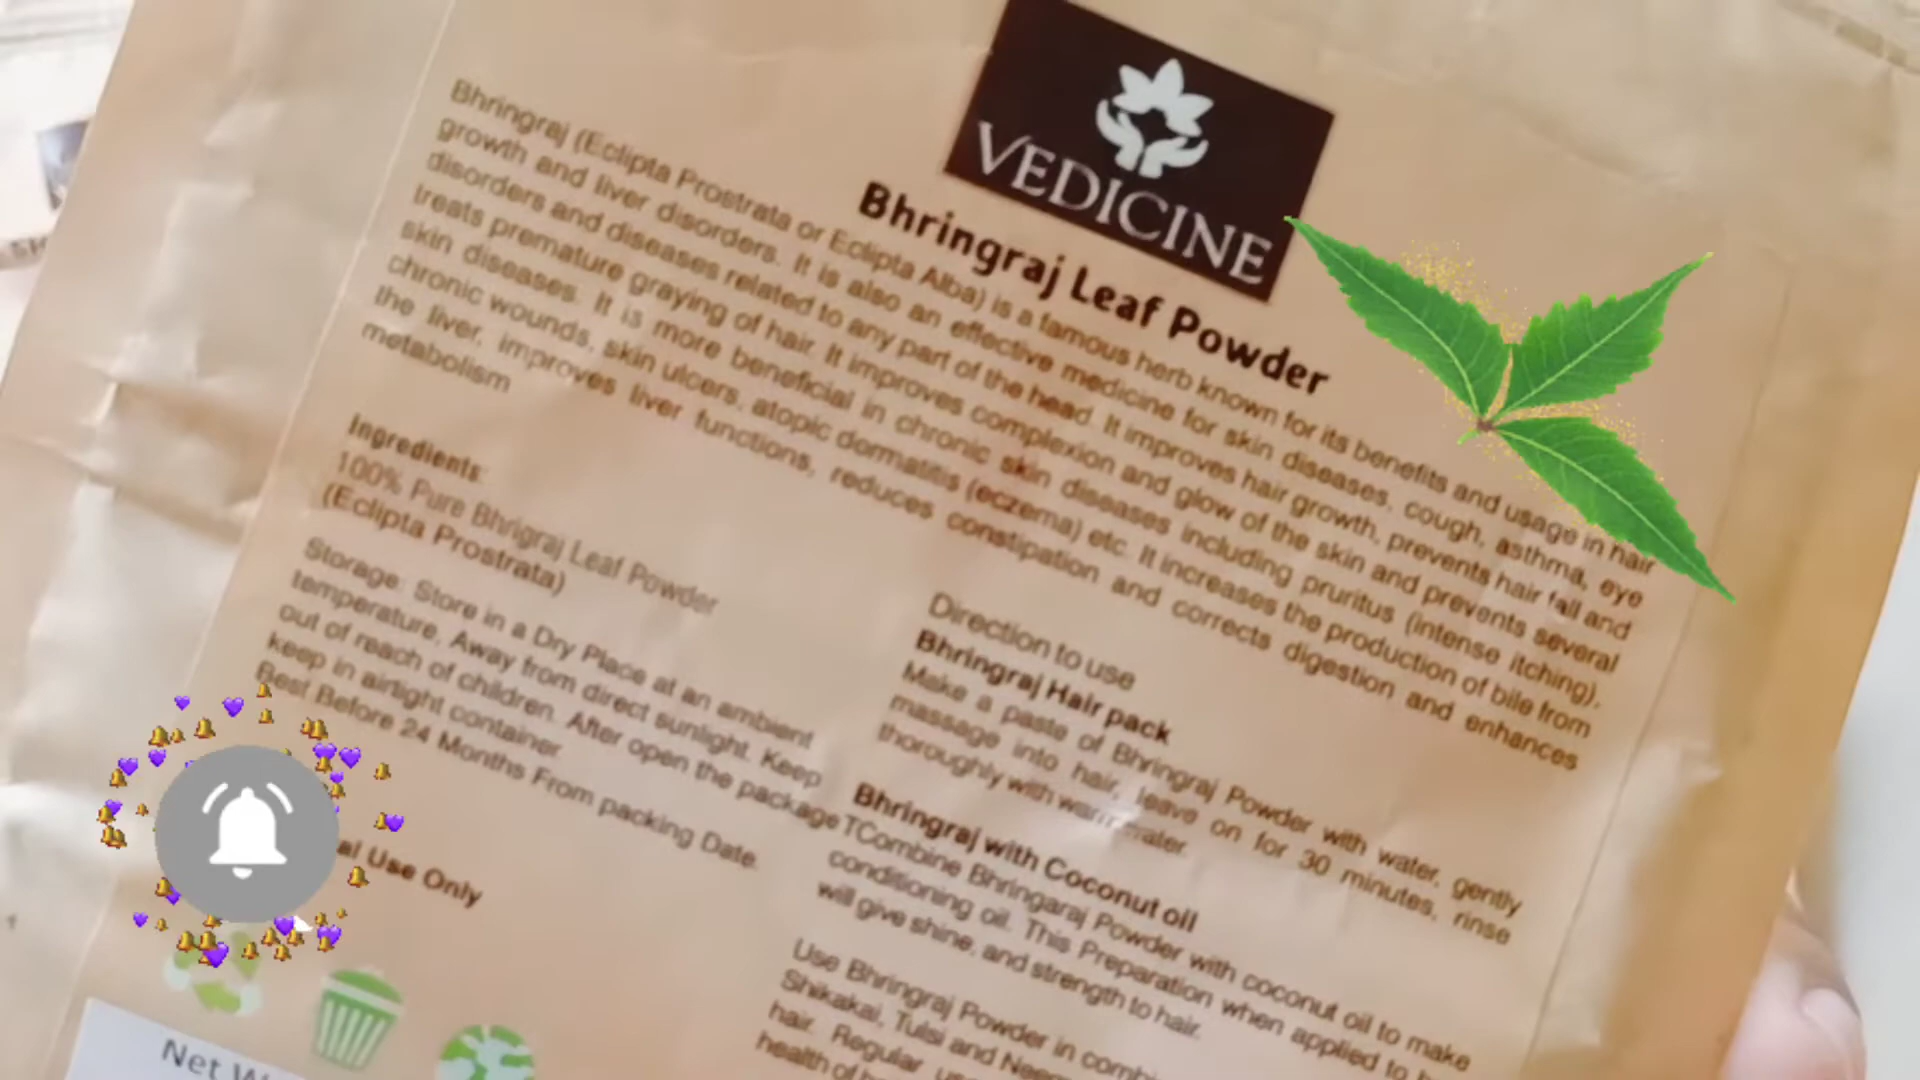 VEDICINE
Bhringraj Leaf Powder
Bhringraj (Eclipta Prostrata or Eclipta Alba) is a famous herb known for its benefits and usage in hair
growth and liver disorders. It is also an effective medicine for skin diseases, cough, asthma, eye
disorders and diseases related to any part of the head. It improves hair growth, prevents hair fall and
treats premature graying of hair. It improves complexion and glow of the skin and prevents several
skin diseases. It is more beneficial in chronic skin diseases including pruritus (intense itching),
chronic wounds, skin ulcers, atopic dermatitis (eczema) etc. It increases the production of bile from
the liver, improves liver functions, reduces constipation and corrects digestion and enhances
metabolism
Ingredients:
100% Pure Bhrigraj Leaf Powder
(Eclipta Prostrata)
Storage: Store in a Dry Place at an ambient
temperature. Away from direct sunlight. Keep
out of reach of children. After open the package
keep in airtight container.
Best Before 24 Months From packing Date.
al Use Only
Net W
Direction to use
Bhringraj Hair pack
Make a paste of Bhringraj Powder with water, gently
massage into hair, leave on for 30 minutes, rinse
thoroughly with warm water.
Bhringraj with Coconut oil
TCombine Bhringaraj Powder with coconut oil to make
conditioning oil. This Preparation when applied to h
will give shine, and strength to hair.
Use Bhringraj Powder in combi
Shikakai, Tulsi and Neem
hair. Regular us
health of h